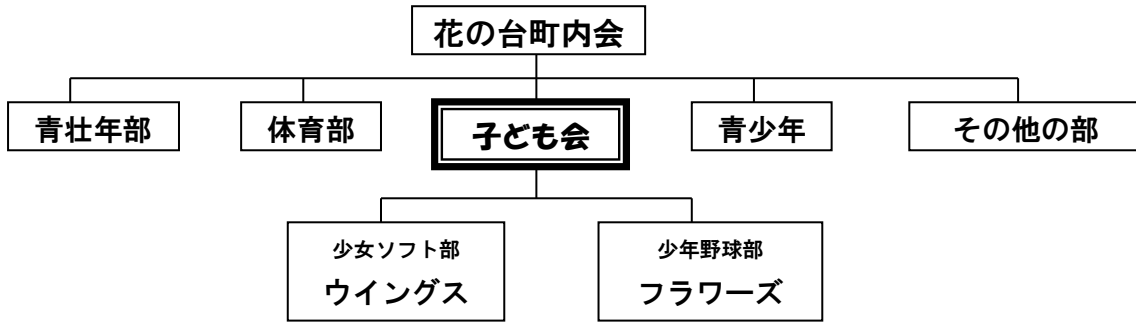 花の台町内会
青壮年部
体育部
子ども会
青少年
その他の部
少女ソフト部
ウイングス
少年野球部
フラワーズ